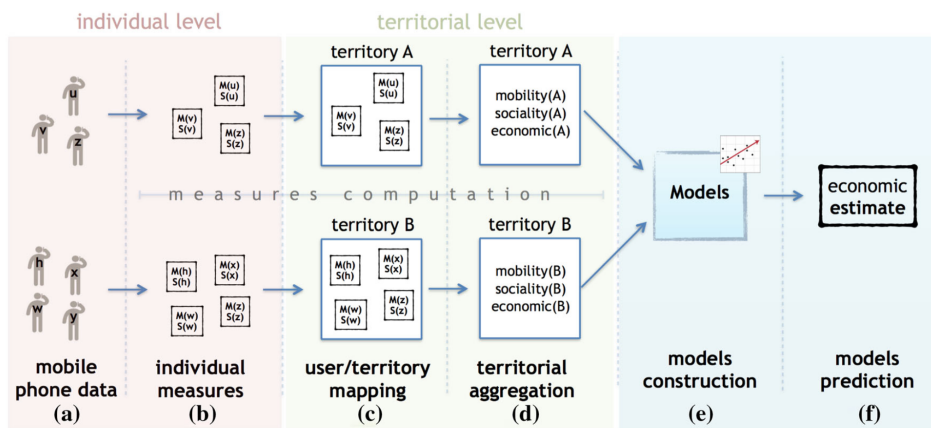 individual level
territorial level
territory A
territory A
u
v
z
M(u)
S(u)
M(v)
S(v)
M(z)
S(z)
M(u)
S(u)
M(v)
S(v)
M(z)
S(z)
mobility(A)
sociality(A)
economic(A)
measures computation
Models
economic
estimate
territory B
territory B
h
x
w
y
M(h)
S(h)
M(x)
S(x)
M(w)
S(w)
M(z)
S(z)
M(h)
S(h)
M(x)
S(x)
M(w)
S(w)
M(z)
S(z)
mobility(B)
sociality(B)
economic(B)
mobile
phone data
individual
measures
user/territory
mapping
territorial
aggregation
models
construction
models
prediction
(a)
(b)
(c)
(d)
(e)
(f)